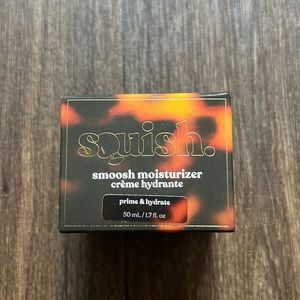 squish.
smoosh moisturizer
crème hydrante
prime & hydrate
50 ml. / 1.7 fl. oz